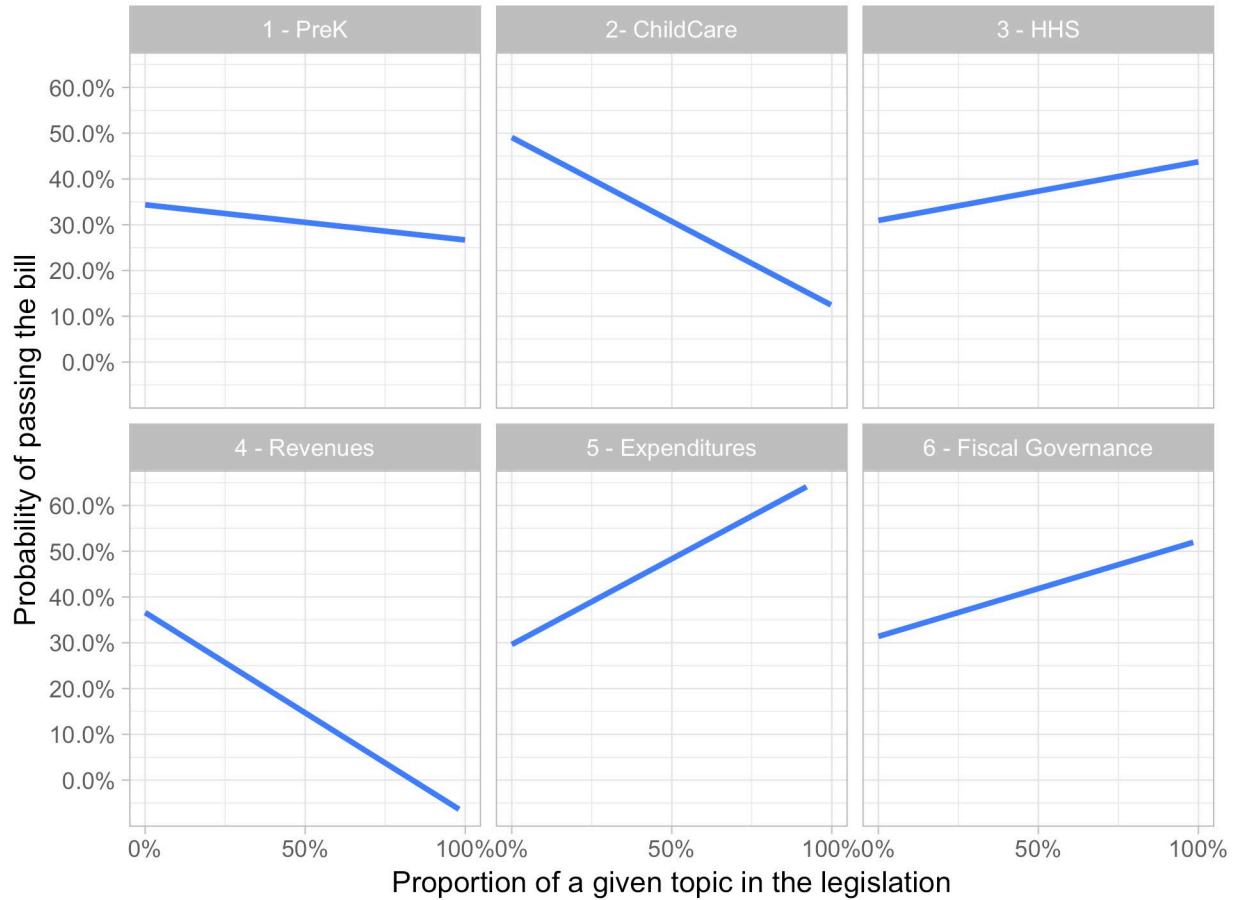 1 - PreK
2- ChildCare
3 - HHS
60.0%
50.0%
40.0%
30.0%
20.0%
10.0%
0.0%
Probability of passing the bill
4 - Revenues
5 - Expenditures
6 - Fiscal Governance
60.0%
50.0%
40.0%
30.0%
20.0%
10.0%
0.0%
0% 50% 100% 0% 50% 100% 0% 50% 100%
Proportion of a given topic in the legislation